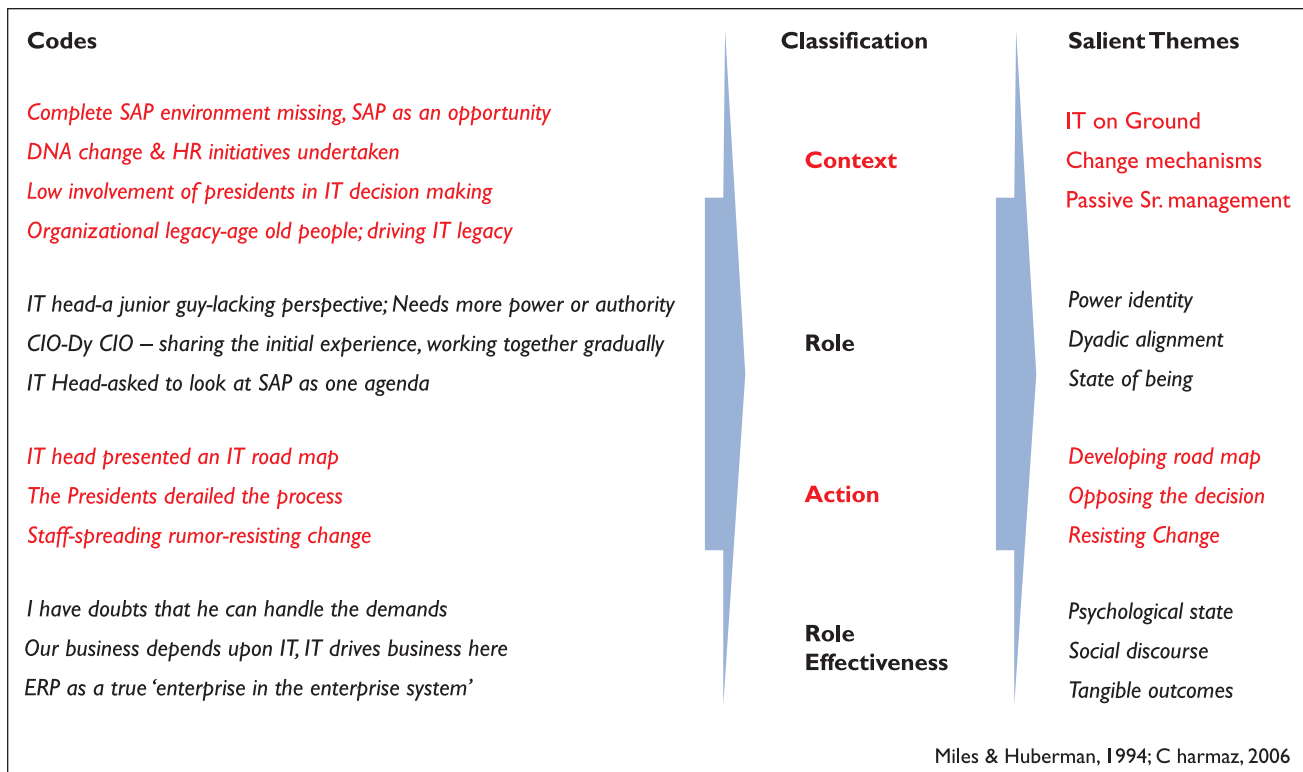 Codes
Classification
Salient Themes
Complete SAP environment missing, SAP as an opportunity
DNA change & HR initiatives undertaken
Low involvement of presidents in IT decision making
Organizational legacy-age old people; driving IT legacy
Context
IT on Ground
Change mechanisms
Passive Sr. management
IT head-a junior guy-lacking perspective; Needs more power or authority
CIO-Dy CIO – sharing the initial experience, working together gradually
IT Head-asked to look at SAP as one agenda
Role
Power identity
Dyadic alignment
State of being
IT head presented an IT road map
The Presidents derailed the process
Staff-spreading rumor-resisting change
Action
Developing road map
Opposing the decision
Resisting Change
I have doubts that he can handle the demands
Our business depends upon IT, IT drives business here
ERP as a true ‘enterprise in the enterprise system’
Role
Effectiveness
Psychological state
Social discourse
Tangible outcomes
Miles & Huberman, 1994; C harmaz, 2006